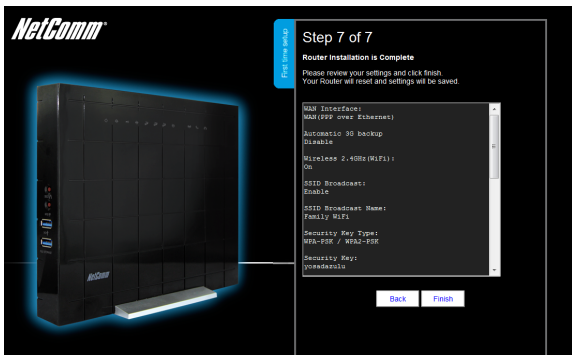 NetComm
First time setup
Step 7 of 7
Router Installation is Complete
Please review your settings and click finish.
Your Router will reset and settings will be saved.
WAN Interface:
WAN(PPP over Ethernet)
Automatic 3G backup
Disable
Wireless 2.4GHz(WiFi):
On
SSID Broadcast:
Enable
SSID Broadcast Name:
Family WiFi
Security Key Type:
WPA-PSK / WPA2-PSK
Security Key:
yosadazulu
Back
Finish
NetComm